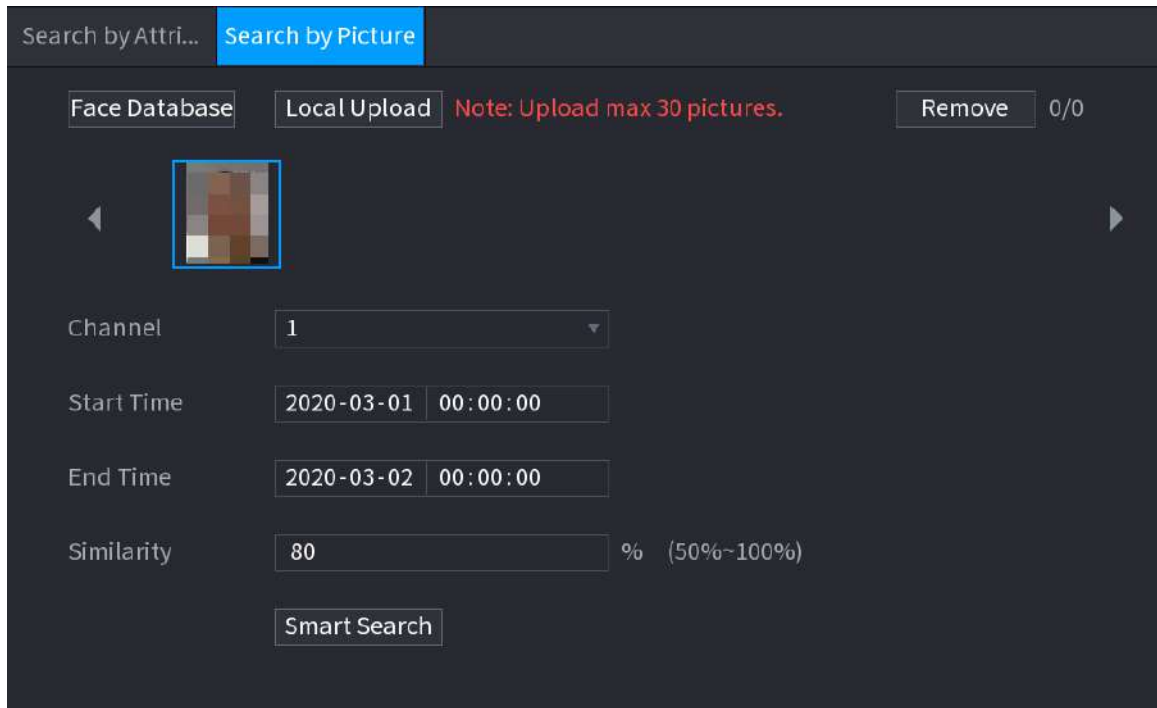 Search by Attri... Search by Picture
Face Database Local Upload Note: Upload max 30 pictures. Remove 0/0
Channel 1
Start Time 2020-03-01 00:00:00
End Time 2020-03-02 00:00:00
Similarity 80 % (50%~100%)
Smart Search